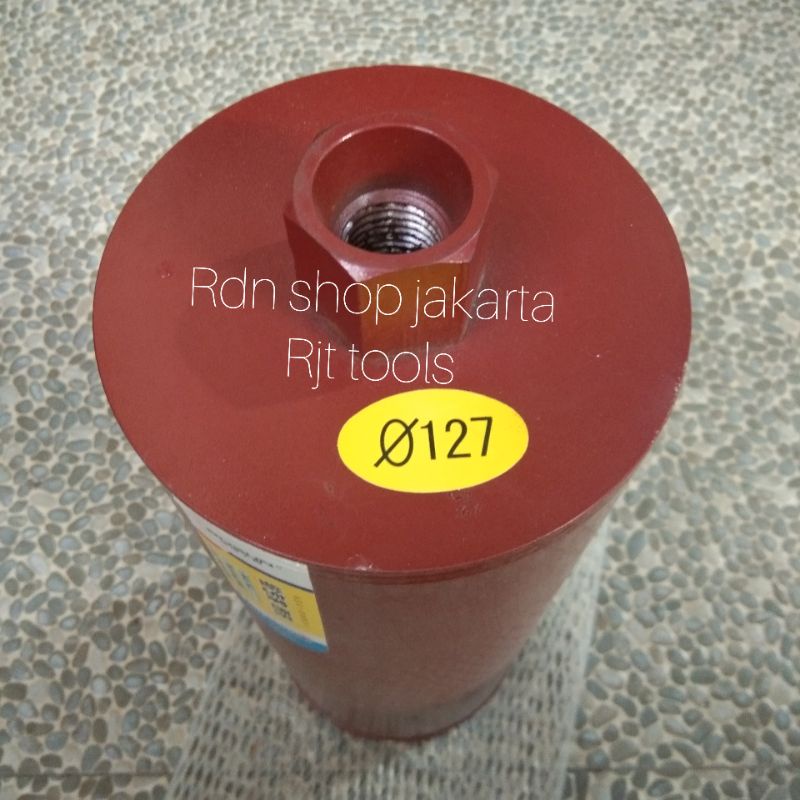 Rdn shop jakarta
Rjt tools
Ø127